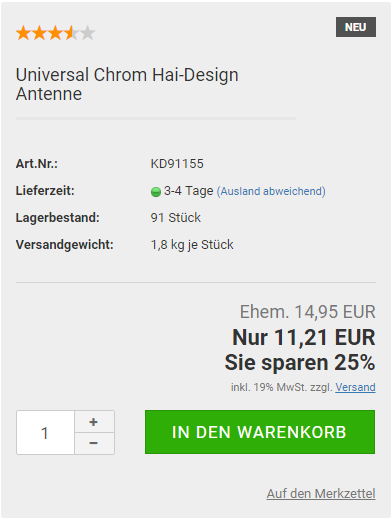 NEU
Universal Chrom Hai-Design
Antenne
Art.Nr.: KD91155
Lieferzeit: 3-4 Tage (Ausland abweichend)
Lagerbestand: 91 Stück
Versandgewicht: 1,8 kg je Stück
Ehem. 14,95 EUR
Nur 11,21 EUR
Sie sparen 25%
inkl. 19% MwSt. zzgl. Versand
1 + −
IN DEN WARENKORB
Auf den Merkzettel